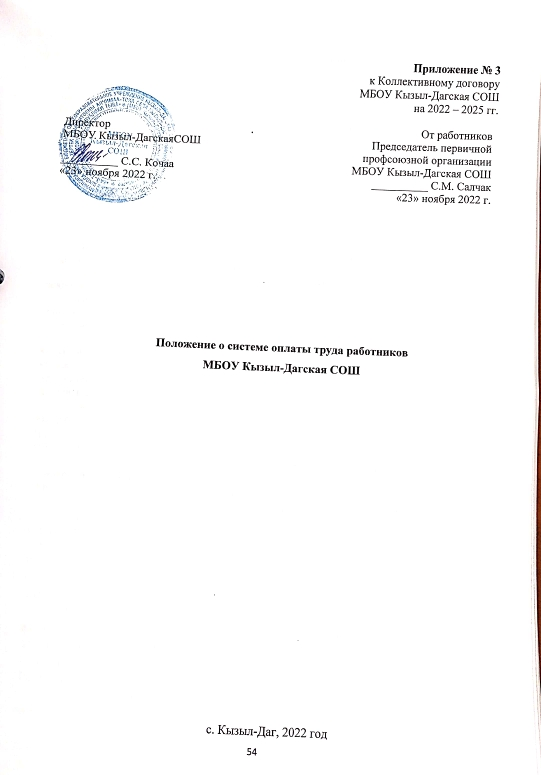 Приложение № 3
к Коллективному договору
МБОУ Кызыл-Дагская СОШ
на 2022 – 2025 гг.
Директор
МБОУ Кызыл-ДагскаяСОШ
__________ С.С. Кочаа
«23» ноября 2022 г.
От работников
Председатель первичной
профсоюзной организации
МБОУ Кызыл-Дагская СОШ
__________ С.М. Салчак
«23» ноября 2022 г.
Положение о системе оплаты труда работников
МБОУ Кызыл-Дагская СОШ
с. Кызыл-Даг, 2022 год
54